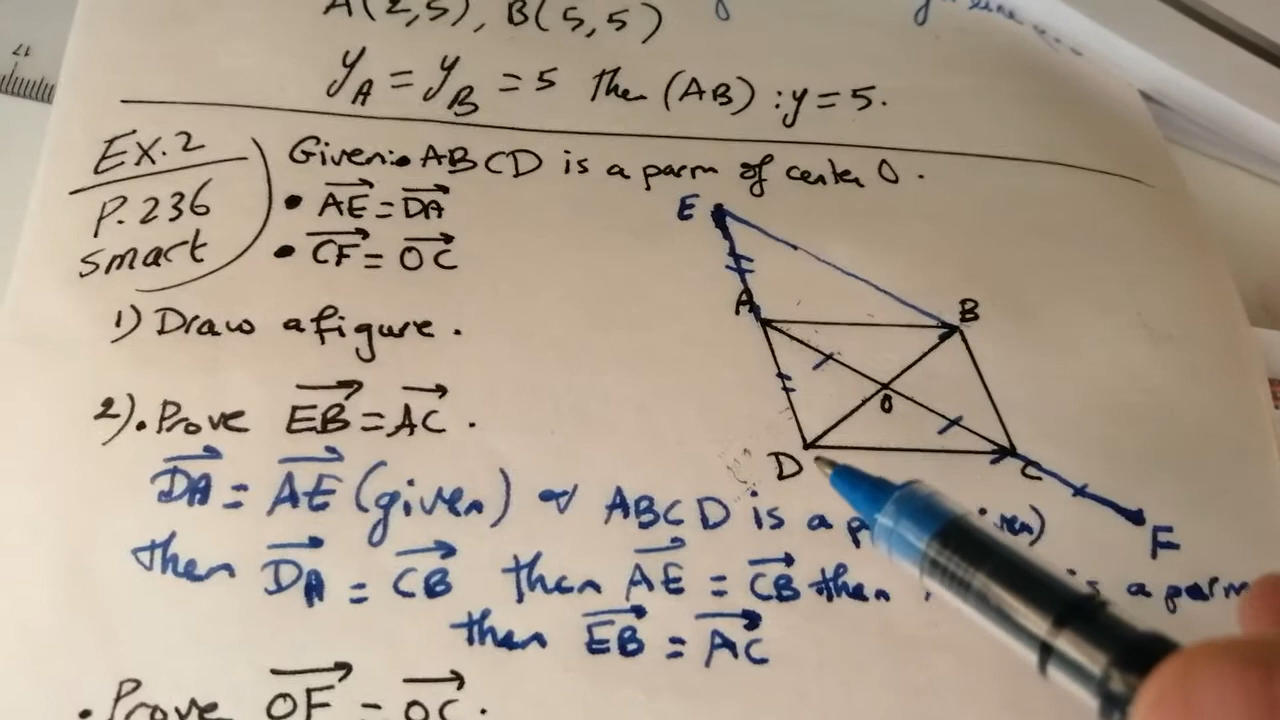 A(2,5), B(5,5)
y_A = y_B = 5 then (AB) : y = 5.
EX.2
P.236
smart
Given: • ABCD is a parm of center O.
• AE = DA
• CF = OC
1) Draw a figure.
2). Prove EB = AC.
DA = AE (given) & ABCD is a
then DA = CB then AE = CB then is a parm
then EB = AC
• Prove OF = OC.
E
A
B
O
D
C
F